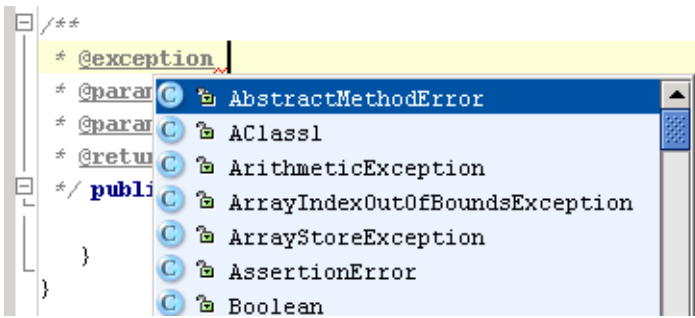 /**
* @exception
* @param
* @param
* @retu
*/ publi
}
}
C AbstractMethodError
C AClass1
C ArithmeticException
C ArrayIndexOutOfBoundsException
C ArrayStoreException
C AssertionError
C Boolean